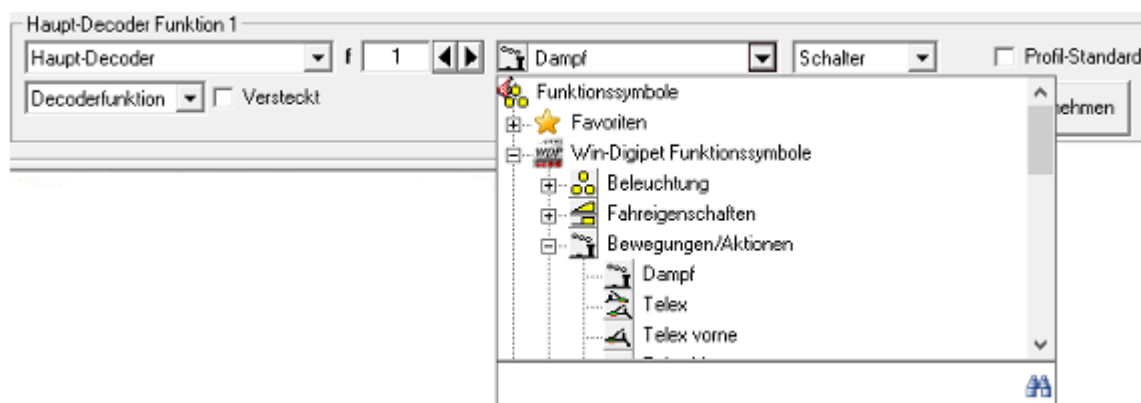 Haupt-Decoder Funktion 1
Haupt-Decoder f 1 Dampf Schalter Profil-Standard
Decoderfunktion Versteckt
Funktionssymbole
Favoriten
Win-Digipet Funktionssymbole
Beleuchtung
Fahreigenschaften
Bewegungen/Aktionen
Dampf
Telex
Telex vorne